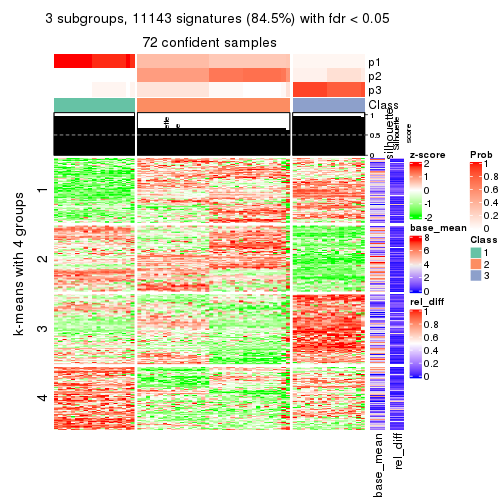 3 subgroups, 11143 signatures (84.5%) with fdr < 0.05
72 confident samples
p1
p2
p3
Class
1
0.5
0
silhouette
Silhouette
score
k-means with 4 groups
1
2
3
4
base_mean
rel_diff
z-score
2
1
0
-1
-2
base_mean
8
6
4
2
0
rel_diff
1
0.8
0.6
0.4
0.2
0
Prob
1
0.8
0.6
0.4
0.2
0
Class
1
2
3